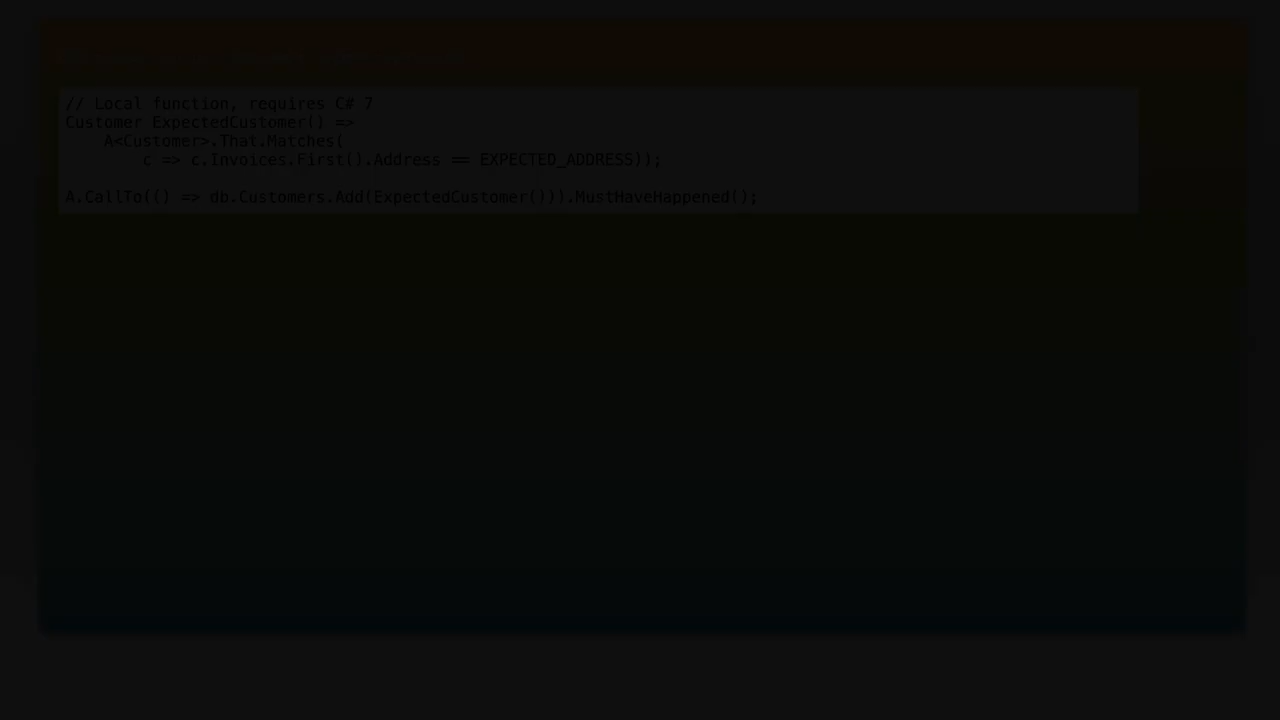 // Local function, requires C# 7
Customer ExpectedCustomer() =>
    A<Customer>.That.Matches(
        c => c.Invoices.First().Address == EXPECTED_ADDRESS));

A.CallTo(() => db.Customers.Add(ExpectedCustomer())).MustHaveHappened();